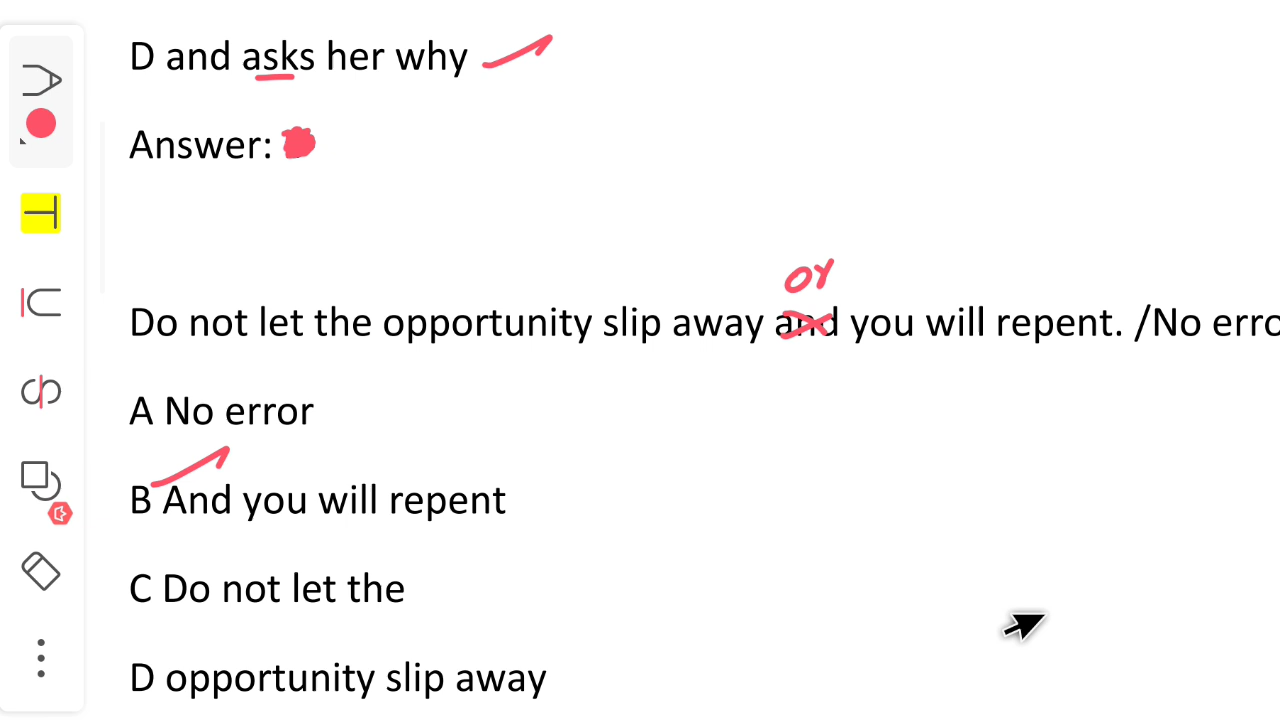 D and asks her why
Answer:
or
Do not let the opportunity slip away and you will repent. /No erro
A No error
B And you will repent
C Do not let the
D opportunity slip away